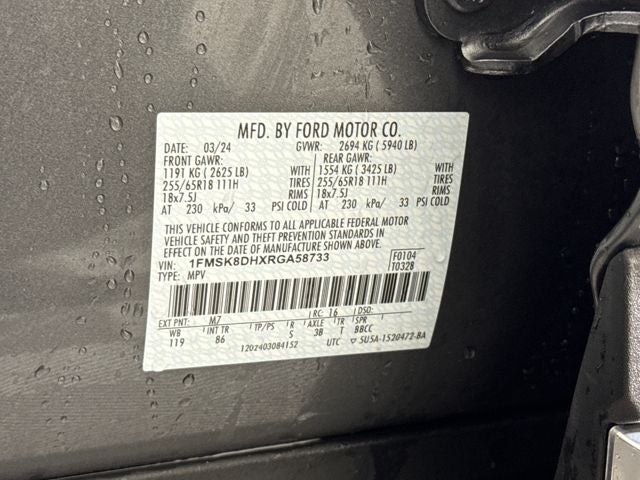 MFD. BY FORD MOTOR CO.
DATE: 03/24 GVWR: 2694 KG ( 5940 LB)
FRONT GAWR: REAR GAWR:
1191 KG ( 2625 LB) WITH 1554 KG ( 3425 LB) WITH
255/65R18 111H TIRES 255/65R18 111H TIRES
18x7.5J RIMS 18x7.5J RIMS
AT 230 kPa/ 33 PSI COLD AT 230 kPa/ 33 PSI COLD
THIS VEHICLE CONFORMS TO ALL APPLICABLE FEDERAL MOTOR
VEHICLE SAFETY AND THEFT PREVENTION STANDARDS IN
EFFECT ON THE DATE OF MANUFACTURE SHOWN ABOVE.
VIN: 1FMSK8DHXRGA58733 F0104
TYPE: MPV T0328
EXT PNT: M7 RC: 16 DSO:
WB INT TR TP/PS R AXLE TR SPR
119 86 S 3B T BBCC
1202403084152 UTC ▽ 5U5A-1520472-BA